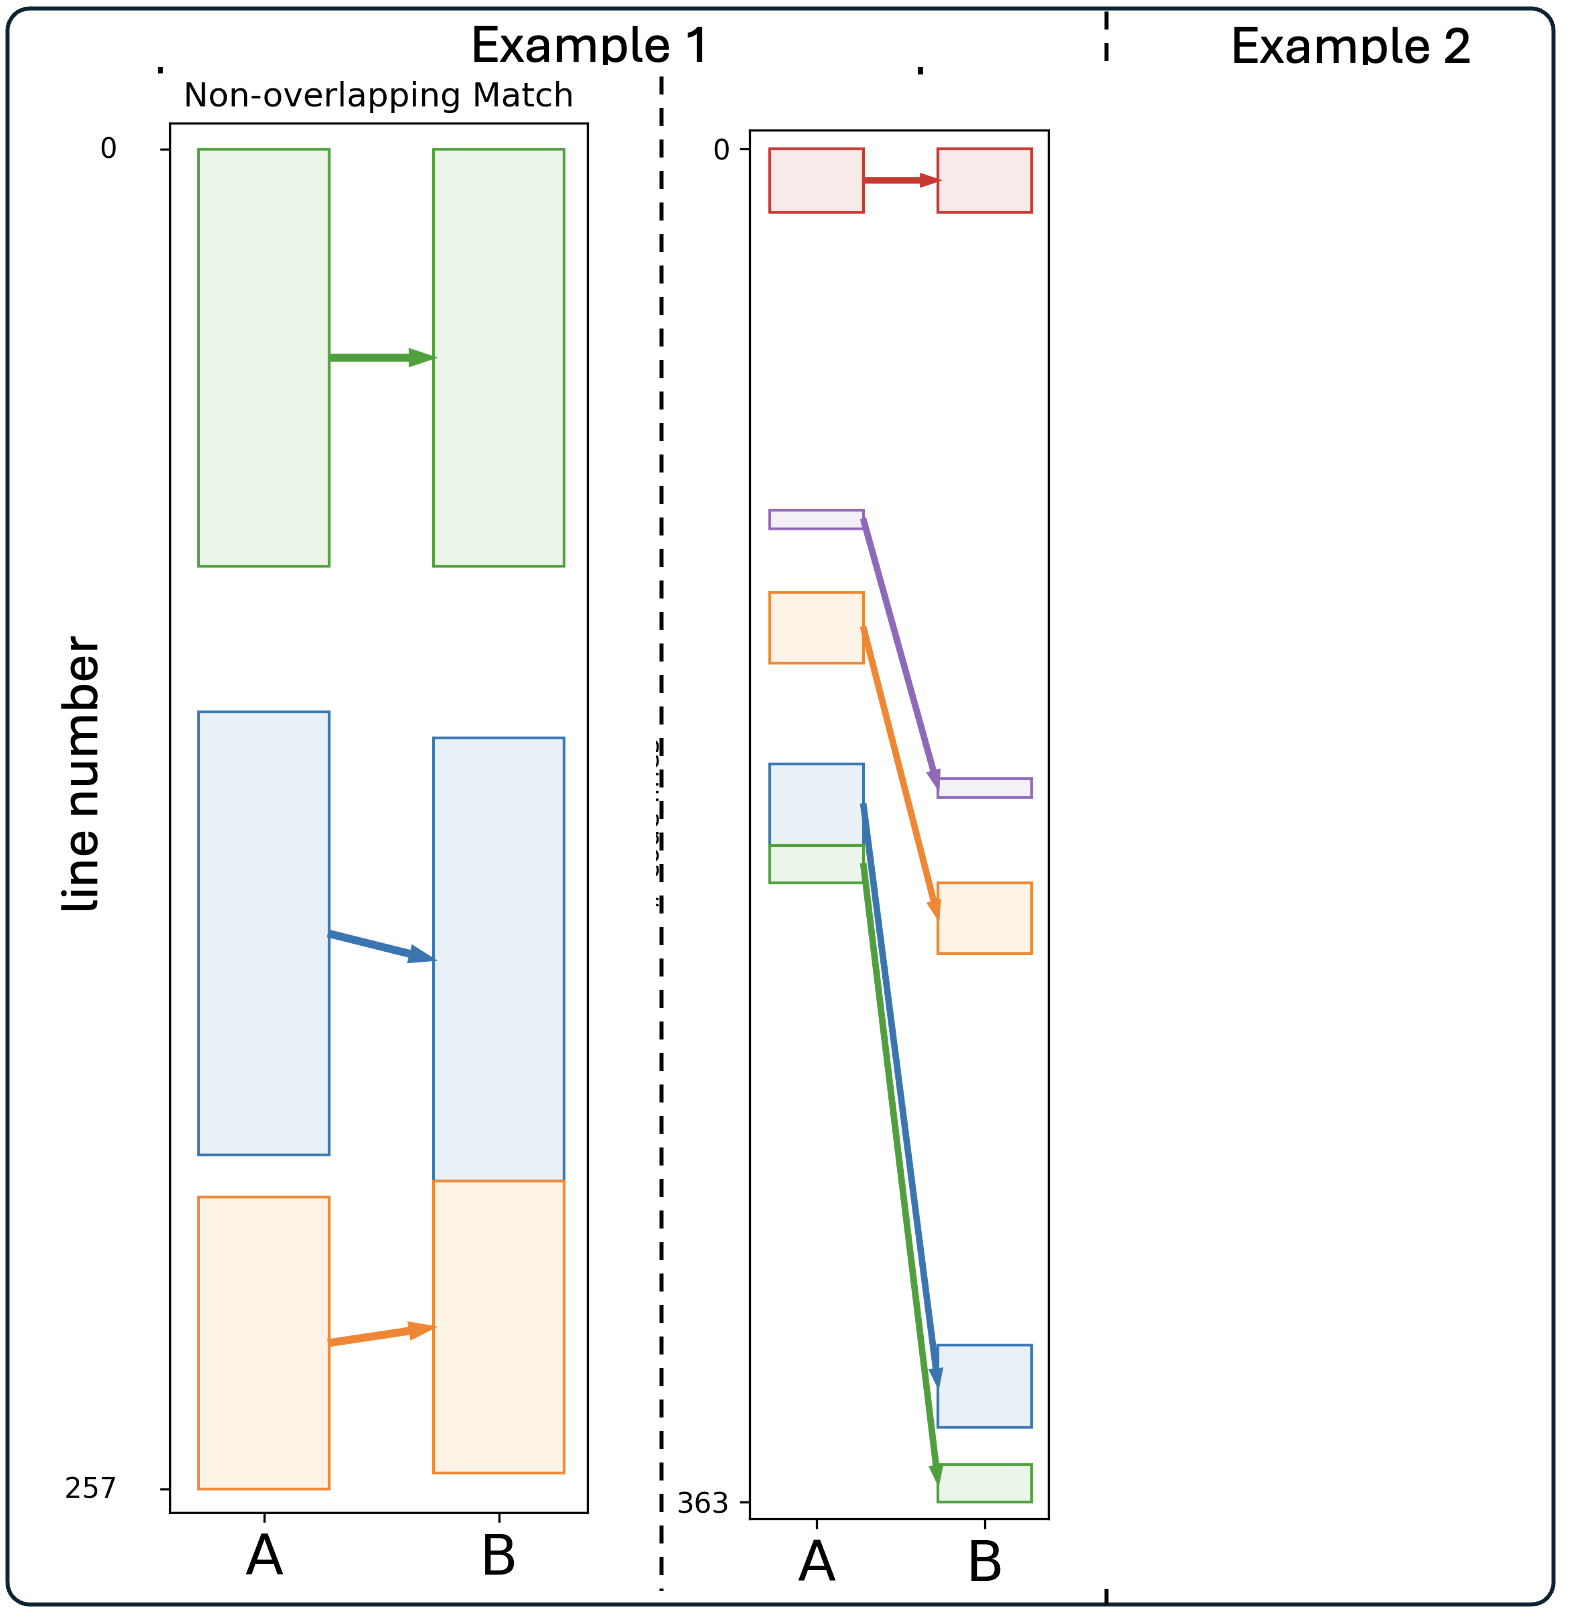 Example 1
Example 2
Non-overlapping Match
0
257
line number
A
B
0
363
A
B